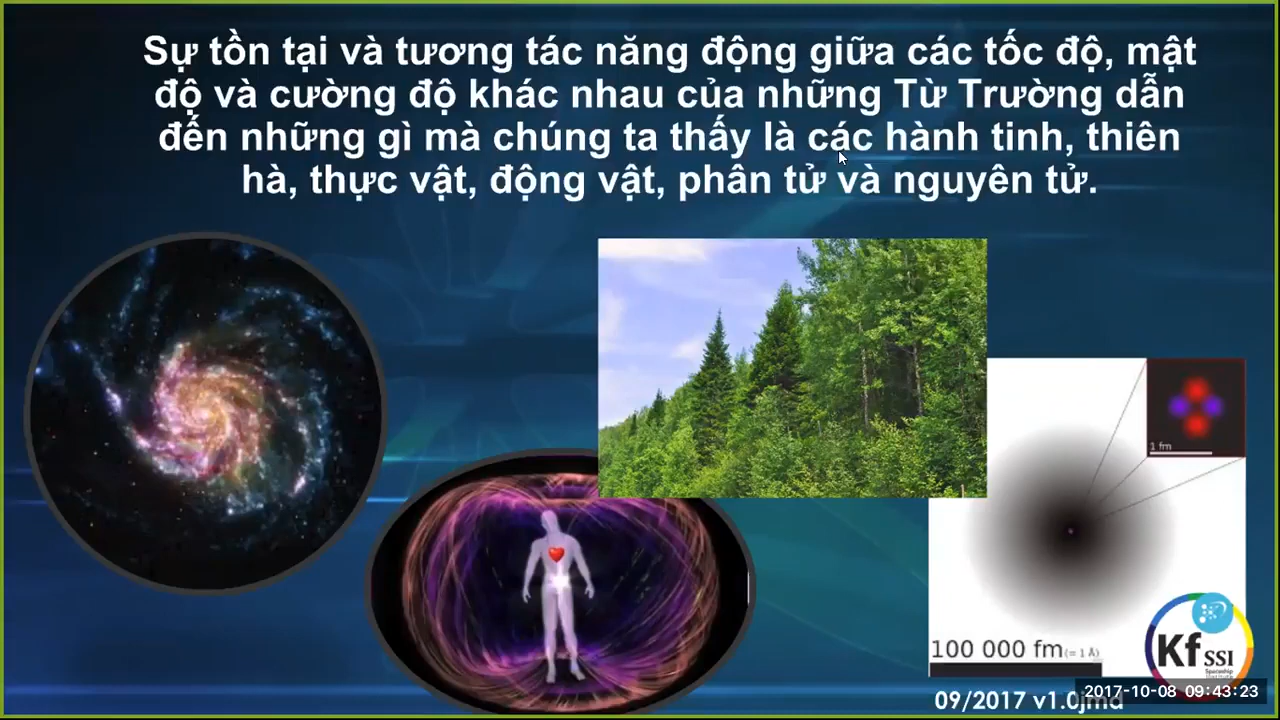 Sự tồn tại và tương tác năng động giữa các tốc độ, mật
độ và cường độ khác nhau của những Từ Trường dẫn
đến những gì mà chúng ta thấy là các hành tinh, thiên
hà, thực vật, động vật, phân tử và nguyên tử.
1 fm
100 000 fm (= 1 Å)
Kf SSI
Spaceship
Institute
09/2017 v1.0jmd
2017-10-08 09:43:23